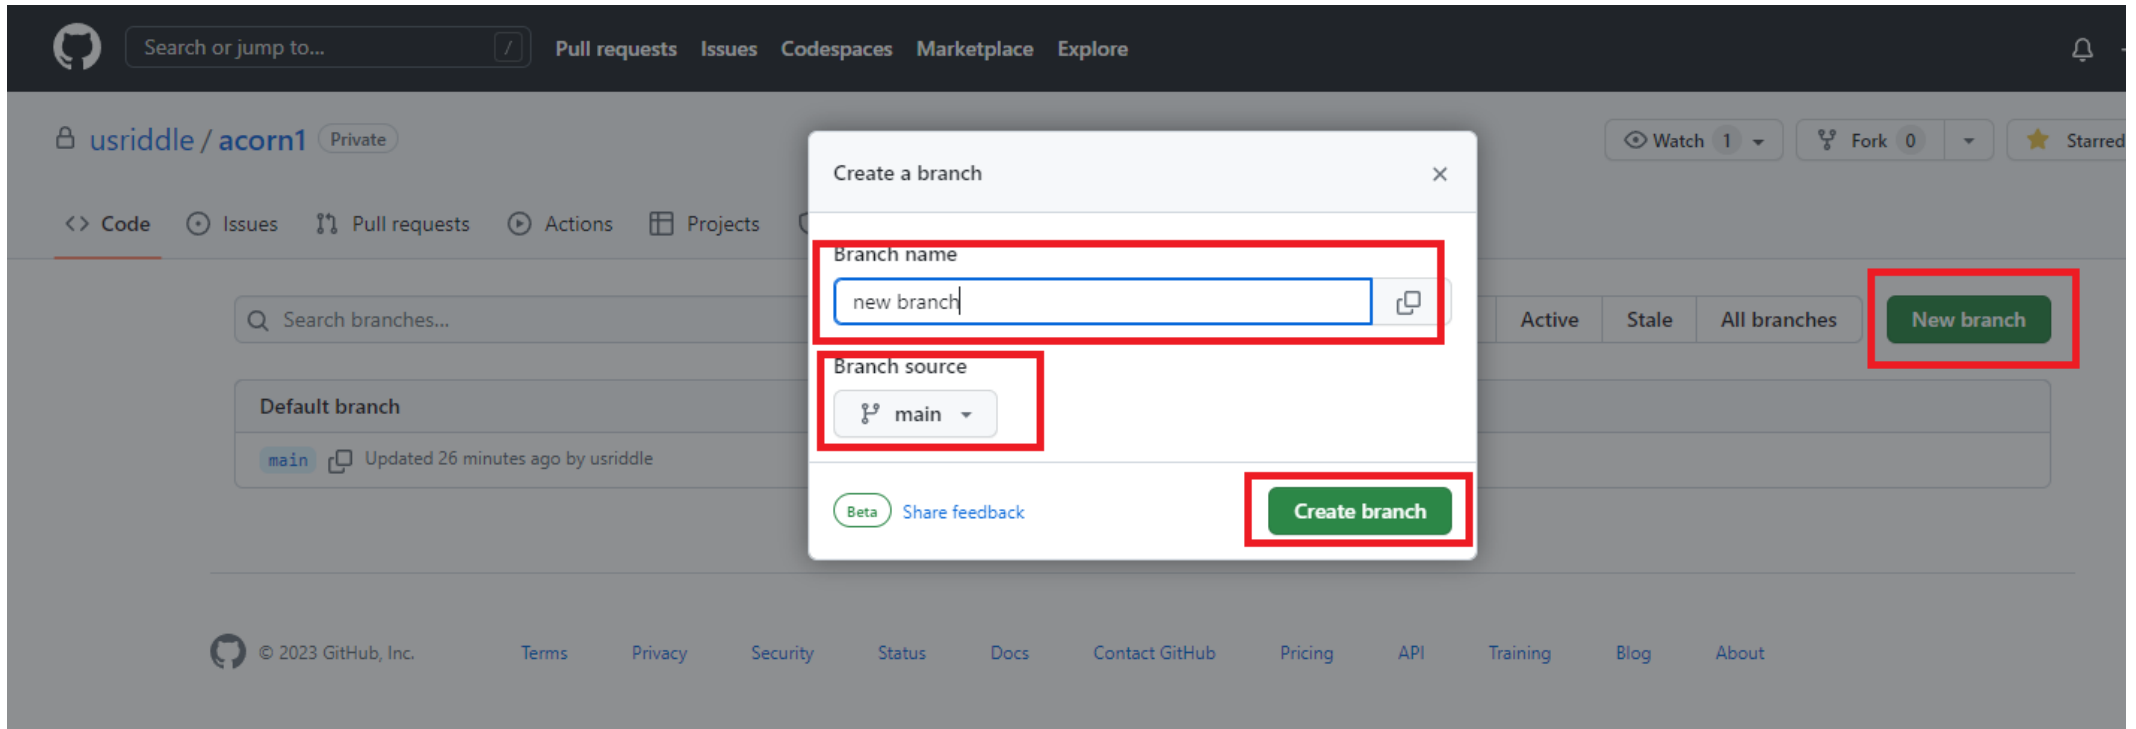 Search or jump to... /
Pull requests Issues Codespaces Marketplace Explore
usriddle / acorn1 Private
Watch 1 Fork 0 Starred
Code Issues Pull requests Actions Projects
Search branches...
Active Stale All branches New branch
Default branch
main Updated 26 minutes ago by usriddle
Create a branch
Branch name
new branch
Branch source
main
Beta Share feedback Create branch
© 2023 GitHub, Inc. Terms Privacy Security Status Docs Contact GitHub Pricing API Training Blog About